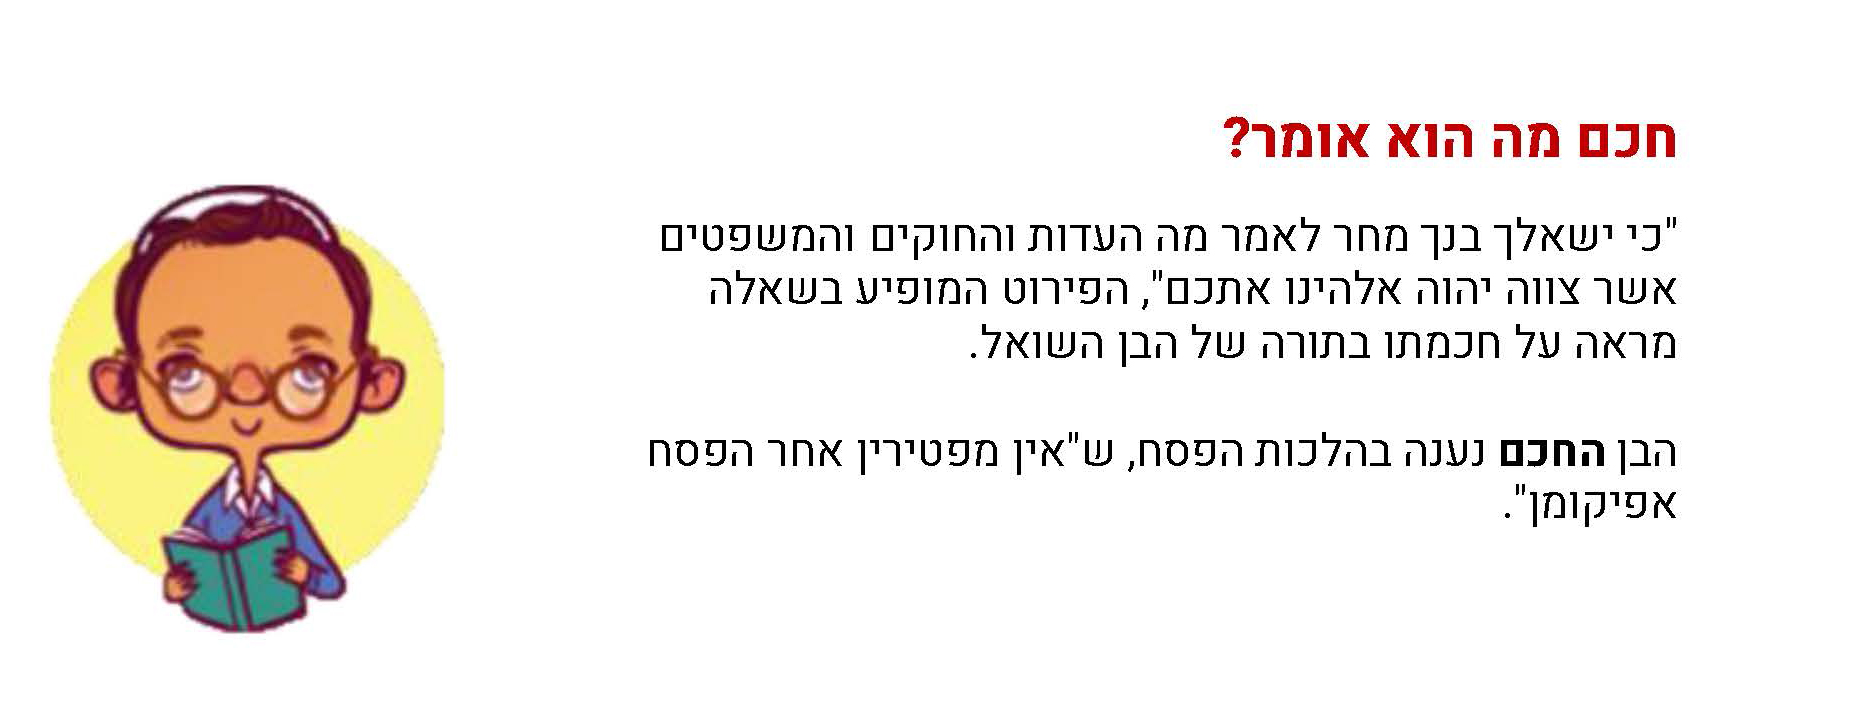 חכם מה הוא אומר?
"כי ישאלך בנך מחר לאמר מה העדות והחוקים והמשפטים
אשר צווה יהוה אלהינו אתכם", הפירוט המופיע בשאלה
מראה על חכמתו בתורה של הבן השואל.
הבן החכם נענה בהלכות הפסח, ש"אין מפטירין אחר הפסח
אפיקומן".